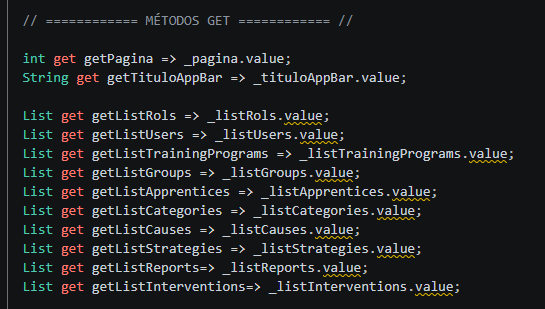 // ============ MÉTODOS GET ============ //
int get getPagina => _pagina.value;
String get getTituloAppBar => _tituloAppBar.value;
List get getListRols => _listRols.value;
List get getListUsers => _listUsers.value;
List get getListTrainingPrograms => _listTrainingPrograms.value;
List get getListGroups => _listGroups.value;
List get getListApprentices => _listApprentices.value;
List get getListCategories => _listCategories.value;
List get getListCauses => _listCauses.value;
List get getListStrategies => _listStrategies.value;
List get getListReports=> _listReports.value;
List get getListInterventions=> _listInterventions.value;